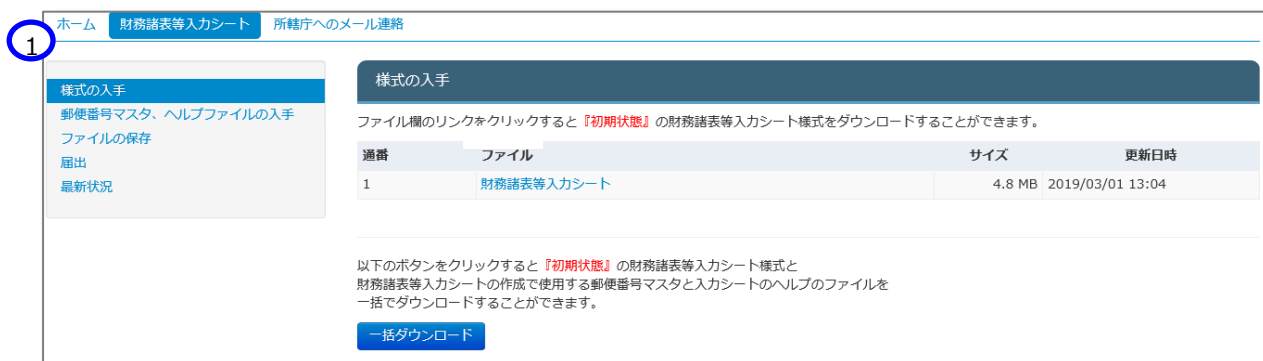 ホーム 財務諸表等入力シート 所轄庁へのメール連絡
1
様式の入手
郵便番号マスタ、ヘルプファイルの入手
ファイルの保存
届出
最新状況
様式の入手
ファイル欄のリンクをクリックすると『初期状態』の財務諸表等入力シート様式をダウンロードすることができます。
通番 ファイル サイズ 更新日時
1 財務諸表等入力シート 4.8 MB 2019/03/01 13:04
以下のボタンをクリックすると『初期状態』の財務諸表等入力シート様式と
財務諸表等入力シートの作成で使用する郵便番号マスタと入力シートのヘルプのファイルを
一括でダウンロードすることができます。
一括ダウンロード